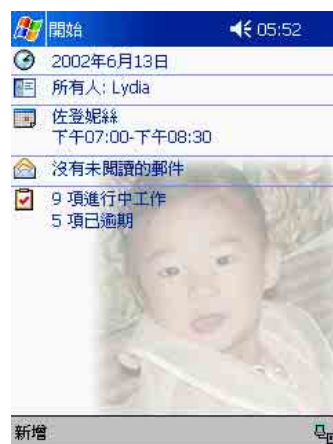 開始 05:52
2002年6月13日
所有人: Lydia
佐登妮絲
下午07:00-下午08:30
沒有未閱讀的郵件
9 項進行中工作
5 項已逾期
新增